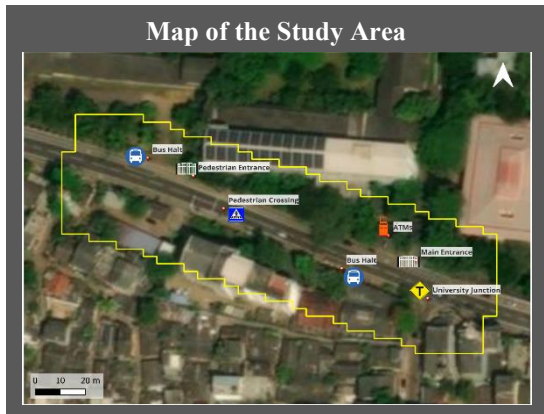 Map of the Study Area
Bus Halt
Pedestrian Entrance
Pedestrian Crossing
ATMs
Main Entrance
Bus Halt
University Junction
0 10 20 m